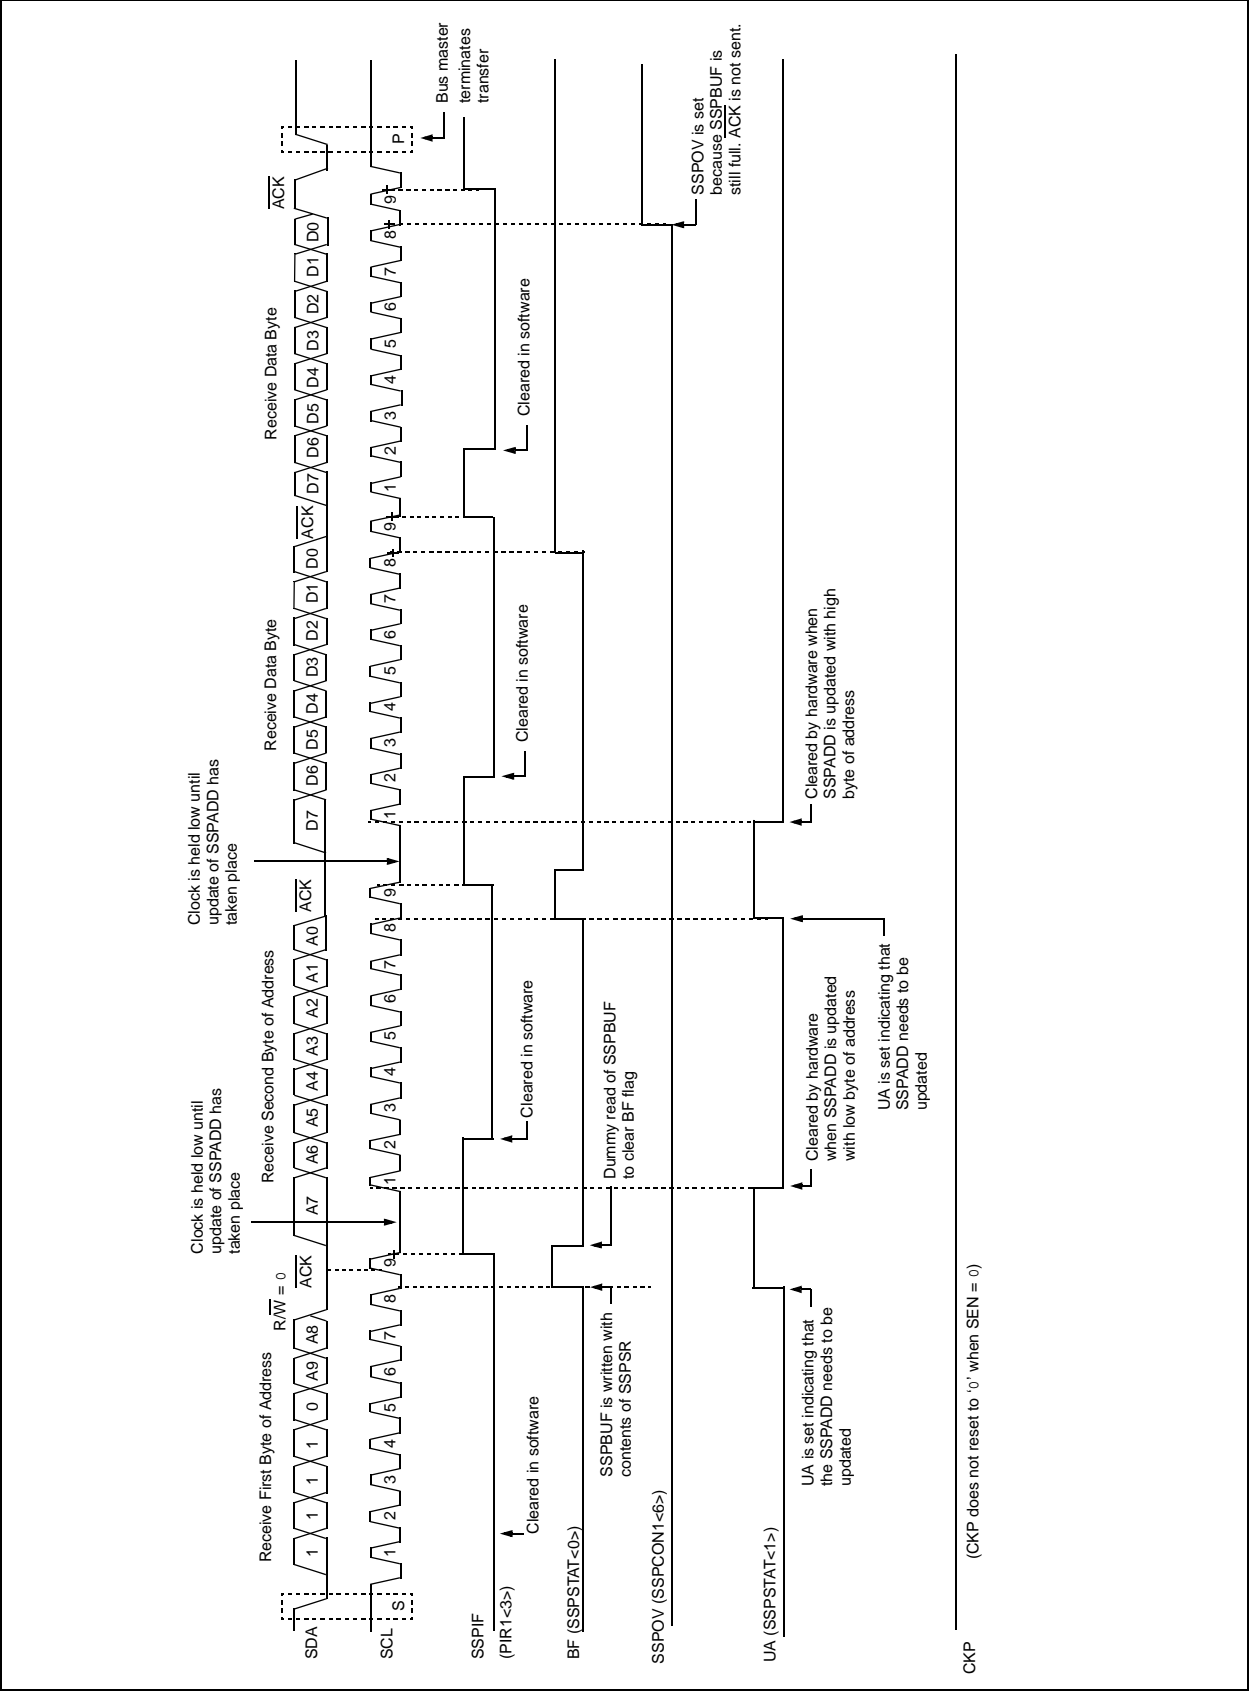 Receive First Byte of Address
R/W = 0
ACK
Clock is held low until
update of SSPADD has
taken place
Receive Second Byte of Address
ACK
Clock is held low until
update of SSPADD has
taken place
Receive Data Byte
ACK
Receive Data Byte
ACK
SDA
1 1 1 1 0 A9 A8 A7 A6 A5 A4 A3 A2 A1 A0 D7 D6 D5 D4 D3 D2 D1 D0 D7 D6 D5 D4 D3 D2 D1 D0
SCL
S 1 2 3 4 5 6 7 8 9 1 2 3 4 5 6 7 8 9 1 2 3 4 5 6 7 8 9 1 2 3 4 5 6 7 8 9 P
Bus master
terminates
transfer
SSPIF
(PIR1<3>)
Cleared in software
Cleared in software
Cleared in software
Cleared in software
BF (SSPSTAT<0>)
SSPBUF is written with
contents of SSPSR
Dummy read of SSPBUF
to clear BF flag
SSPOV (SSPCON1<6>)
SSPOV is set
because SSPBUF is
still full. ACK is not sent.
UA (SSPSTAT<1>)
UA is set indicating that
the SSPADD needs to be
updated
Cleared by hardware
when SSPADD is updated
with low byte of address
UA is set indicating that
SSPADD needs to be
updated
Cleared by hardware when
SSPADD is updated with high
byte of address
CKP
(CKP does not reset to ‘0’ when SEN = 0)